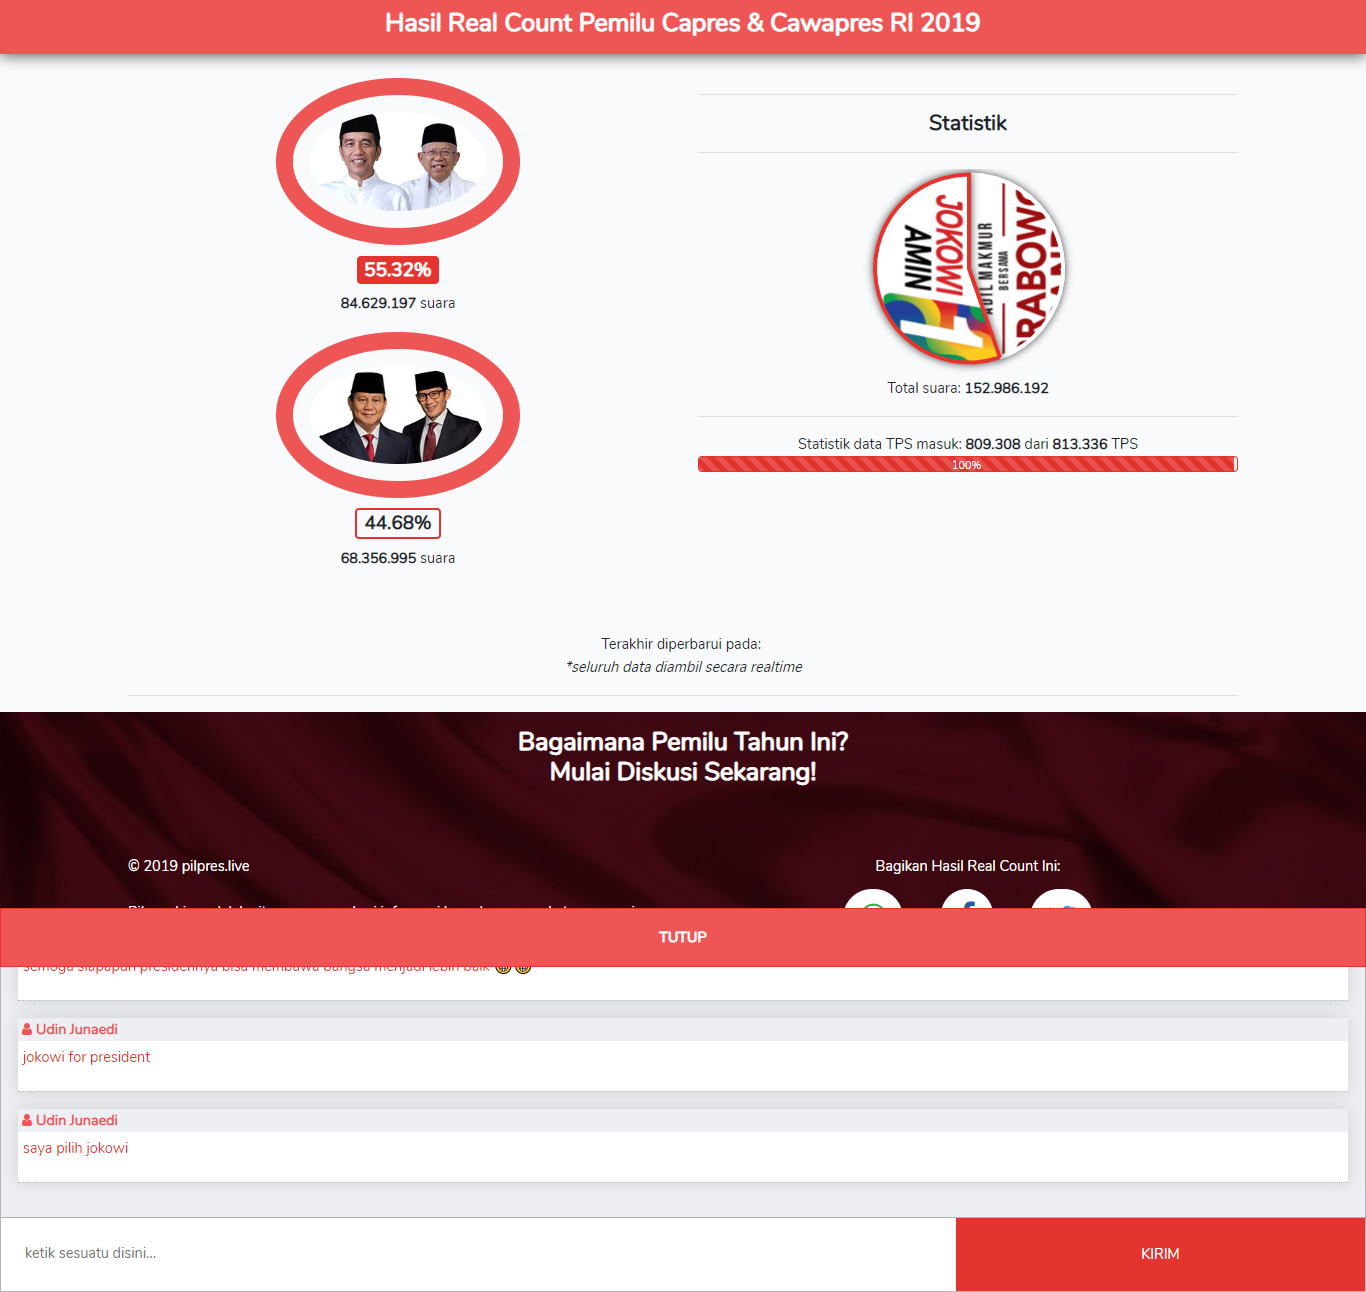 Hasil Real Count Pemilu Capres & Cawapres RI 2019
55.32%
84.629.197 suara
44.68%
68.356.995 suara
Statistik
JOKOWI
AMIN
1
ADIL MAKMUR
BERSAMA
RABOW
Total suara: 152.986.192
Statistik data TPS masuk: 809.308 dari 813.336 TPS
100%
Terakhir diperbarui pada:
*seluruh data diambil secara realtime
Bagaimana Pemilu Tahun Ini?
Mulai Diskusi Sekarang!
© 2019 pilpres.live
Bagikan Hasil Real Count Ini:
TUTUP
semoga siapapun presidennya bisa membawa bangsa menjadi lebih baik
Udin Junaedi
jokowi for president
Udin Junaedi
saya pilih jokowi
ketik sesuatu disini...
KIRIM